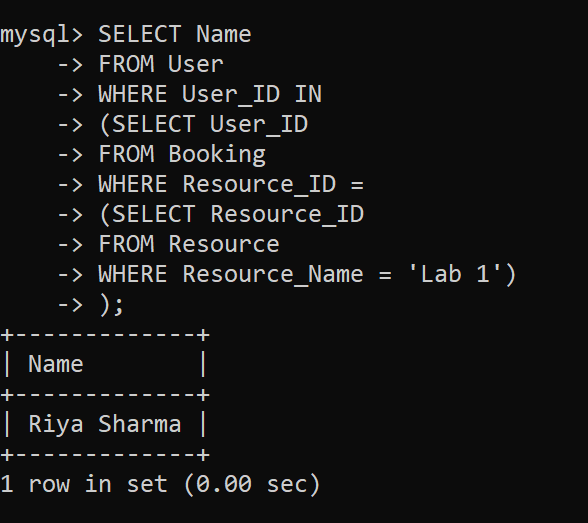 mysql> SELECT Name
    -> FROM User
    -> WHERE User_ID IN
    -> (SELECT User_ID
    -> FROM Booking
    -> WHERE Resource_ID =
    -> (SELECT Resource_ID
    -> FROM Resource
    -> WHERE Resource_Name = 'Lab 1')
    -> );
+-------------+
| Name        |
+-------------+
| Riya Sharma |
+-------------+
1 row in set (0.00 sec)